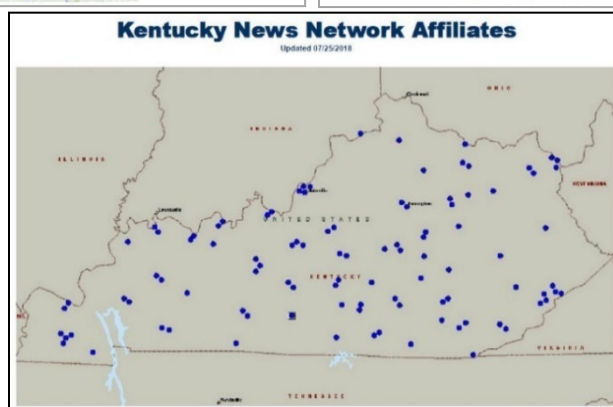 Kentucky News Network Affiliates
Updated 07/25/2018
OHIO
INDIANA
ILLINOIS
WEST VIRGINIA
UNITED STATES
KENTUCKY
VIRGINIA
TENNESSEE